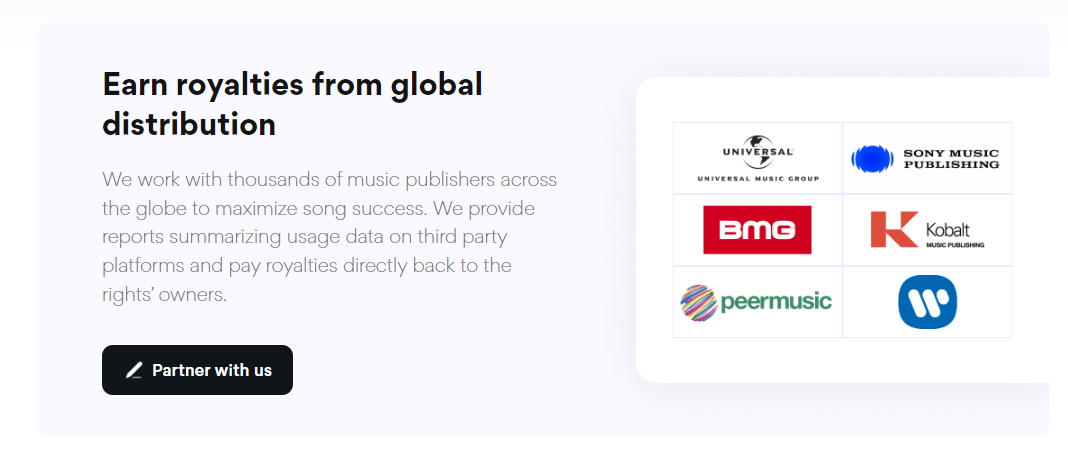 Earn royalties from global
distribution
We work with thousands of music publishers across
the globe to maximize song success. We provide
reports summarizing usage data on third party
platforms and pay royalties directly back to the
rights’ owners.
Partner with us
UNIVERSAL
UNIVERSAL MUSIC GROUP
SONY MUSIC
PUBLISHING
BMG
Kobalt
MUSIC PUBLISHING
peermusic